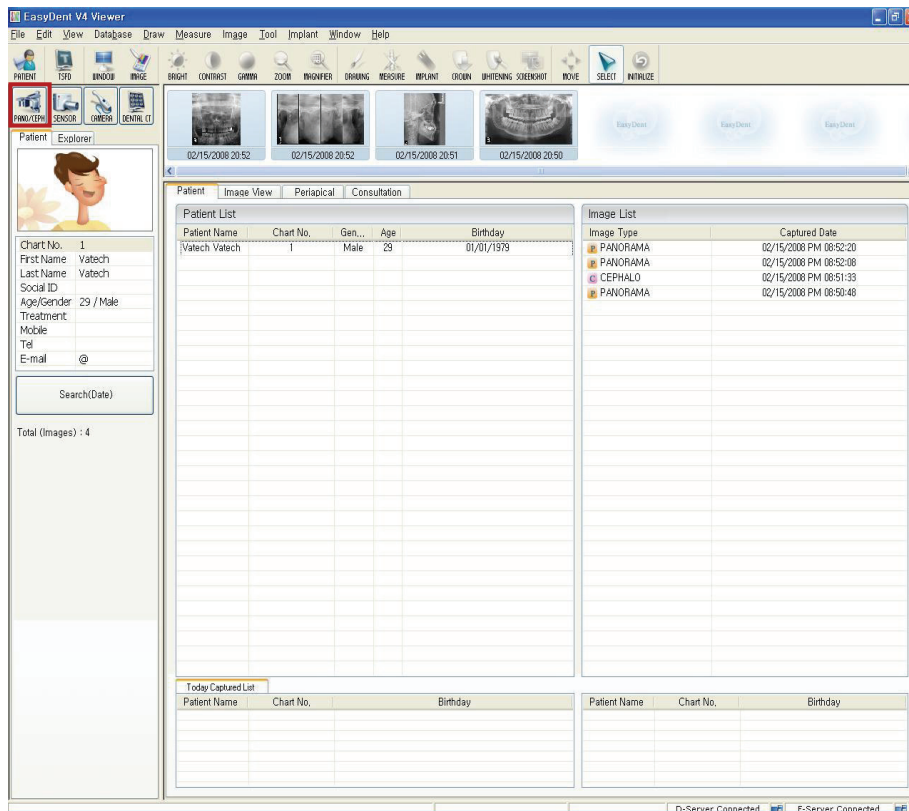 EasyDent V4 Viewer
File Edit View Database Draw Measure Image Tool Implant Window Help
PATIENT TSFD WINDOW IMAGE BRIGHT CONTRAST GAMMA ZOOM MAGNIFER DRAWING MEASURE IMPLANT CROWN WHITENING SCREENSHOT MOVE SELECT INITIALIZE
PANO/CEPH SENSOR CAMERA DENTAL CT
EasyDent EasyDent EasyDent
02/15/2008 20:52 02/15/2008 20:52 02/15/2008 20:51 02/15/2008 20:50
Patient Explorer
Chart No. 1
First Name Vatech
Last Name Vatech
Social ID
Age/Gender 29 / Male
Treatment
Mobile
Tel
E-mail @
Search(Date)
Total (Images) : 4
Patient Image View Periapical Consultation
Patient List
Patient Name Chart No, Gen... Age Birthday
Vatech Vatech 1 Male 29 01/01/1979
Image List
Image Type Captured Date
P PANORAMA 02/15/2008 PM 08:52:20
P PANORAMA 02/15/2008 PM 08:52:08
C CEPHALO 02/15/2008 PM 08:51:33
P PANORAMA 02/15/2008 PM 08:50:48
Today Captured List
Patient Name Chart No, Birthday
Patient Name Chart No, Birthday
D-Server Connected F-Server Connected